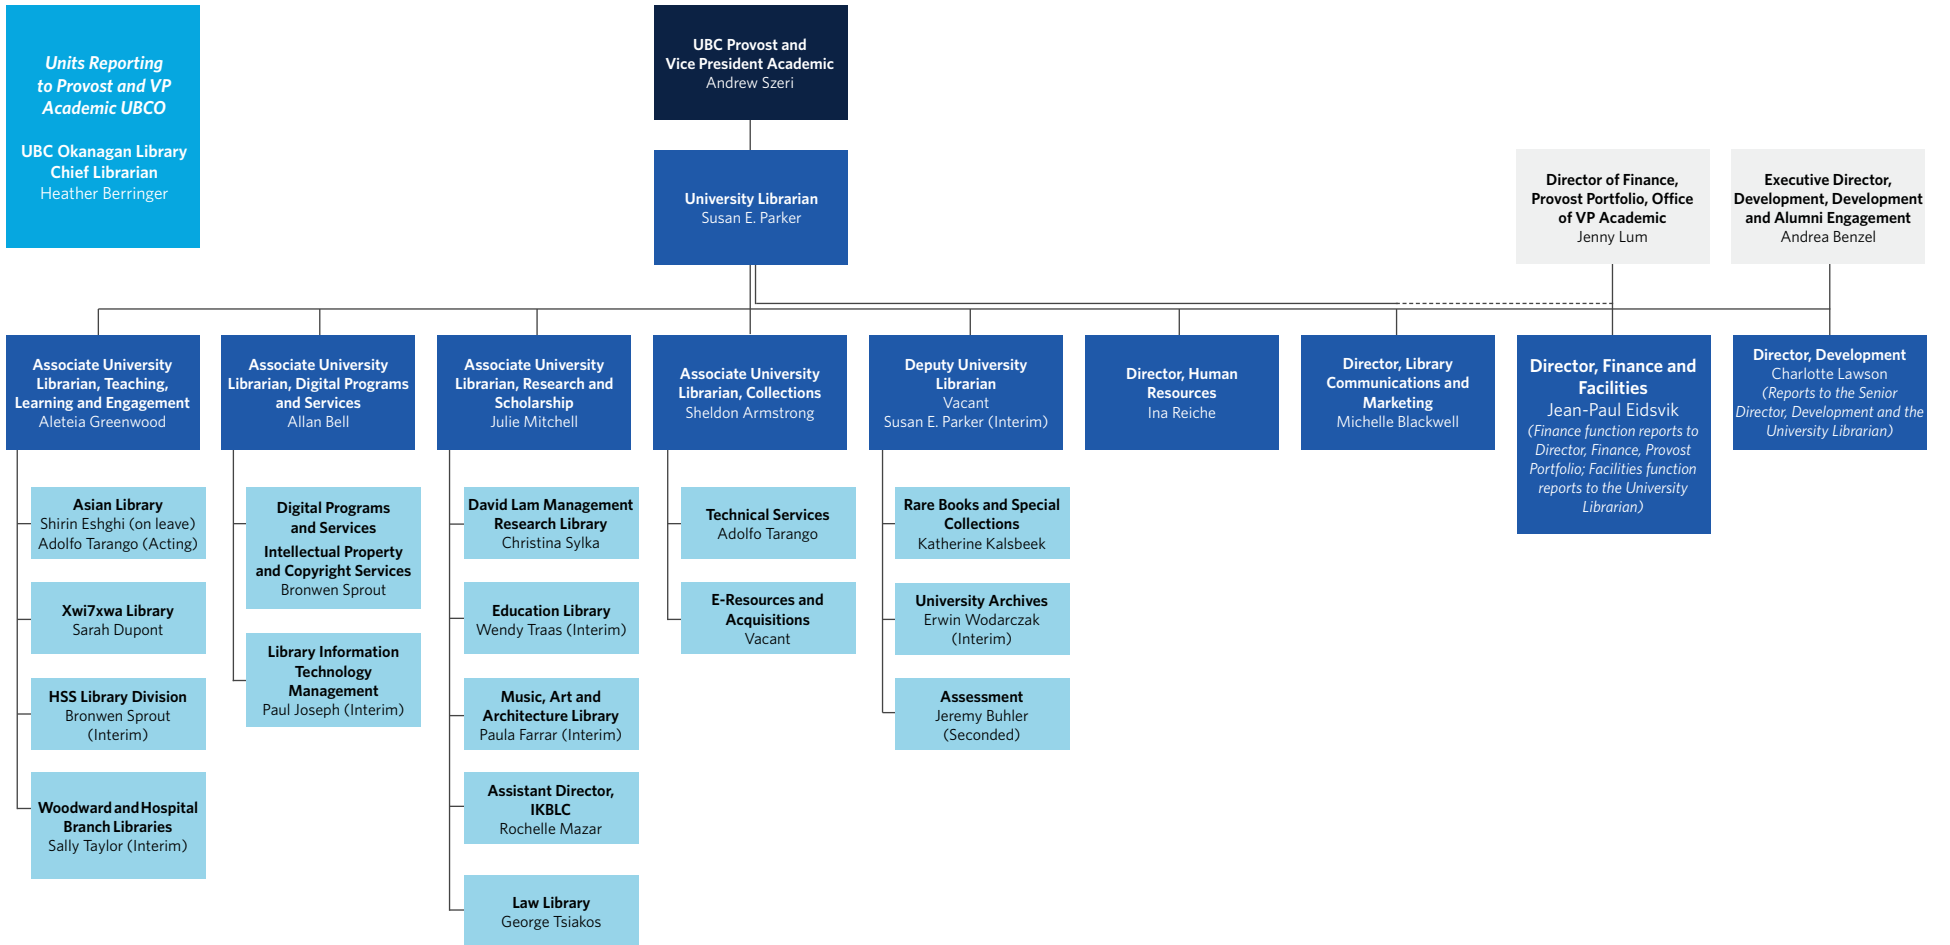 Units Reporting
to Provost and VP
Academic UBCO
UBC Okanagan Library
Chief Librarian
Heather Berringer
UBC Provost and
Vice President Academic
Andrew Szeri
University Librarian
Susan E. Parker
Director of Finance,
Provost Portfolio, Office
of VP Academic
Jenny Lum
Executive Director,
Development, Development
and Alumni Engagement
Andrea Benzel
Associate University
Librarian, Teaching,
Learning and Engagement
Aleteia Greenwood
Associate University
Librarian, Digital Programs
and Services
Allan Bell
Associate University
Librarian, Research and
Scholarship
Julie Mitchell
Associate University
Librarian, Collections
Sheldon Armstrong
Deputy University
Librarian
Vacant
Susan E. Parker (Interim)
Director, Human
Resources
Ina Reiche
Director, Library
Communications and
Marketing
Michelle Blackwell
Director, Finance and
Facilities
Jean-Paul Eidsvik
(Finance function reports to
Director, Finance, Provost
Portfolio; Facilities function
reports to the University
Librarian)
Director, Development
Charlotte Lawson
(Reports to the Senior
Director, Development and the
University Librarian)
Asian Library
Shirin Eshghi (on leave)
Adolfo Tarango (Acting)
Xwi7xwa Library
Sarah Dupont
HSS Library Division
Bronwen Sprout
(Interim)
Woodward and Hospital
Branch Libraries
Sally Taylor (Interim)
Digital Programs
and Services
Intellectual Property
and Copyright Services
Bronwen Sprout
Library Information
Technology
Management
Paul Joseph (Interim)
David Lam Management
Research Library
Christina Sylka
Education Library
Wendy Traas (Interim)
Music, Art and
Architecture Library
Paula Farrar (Interim)
Assistant Director,
IKBLC
Rochelle Mazar
Law Library
George Tsiakos
Technical Services
Adolfo Tarango
E-Resources and
Acquisitions
Vacant
Rare Books and Special
Collections
Katherine Kalsbeek
University Archives
Erwin Wodarczak
(Interim)
Assessment
Jeremy Buhler
(Seconded)